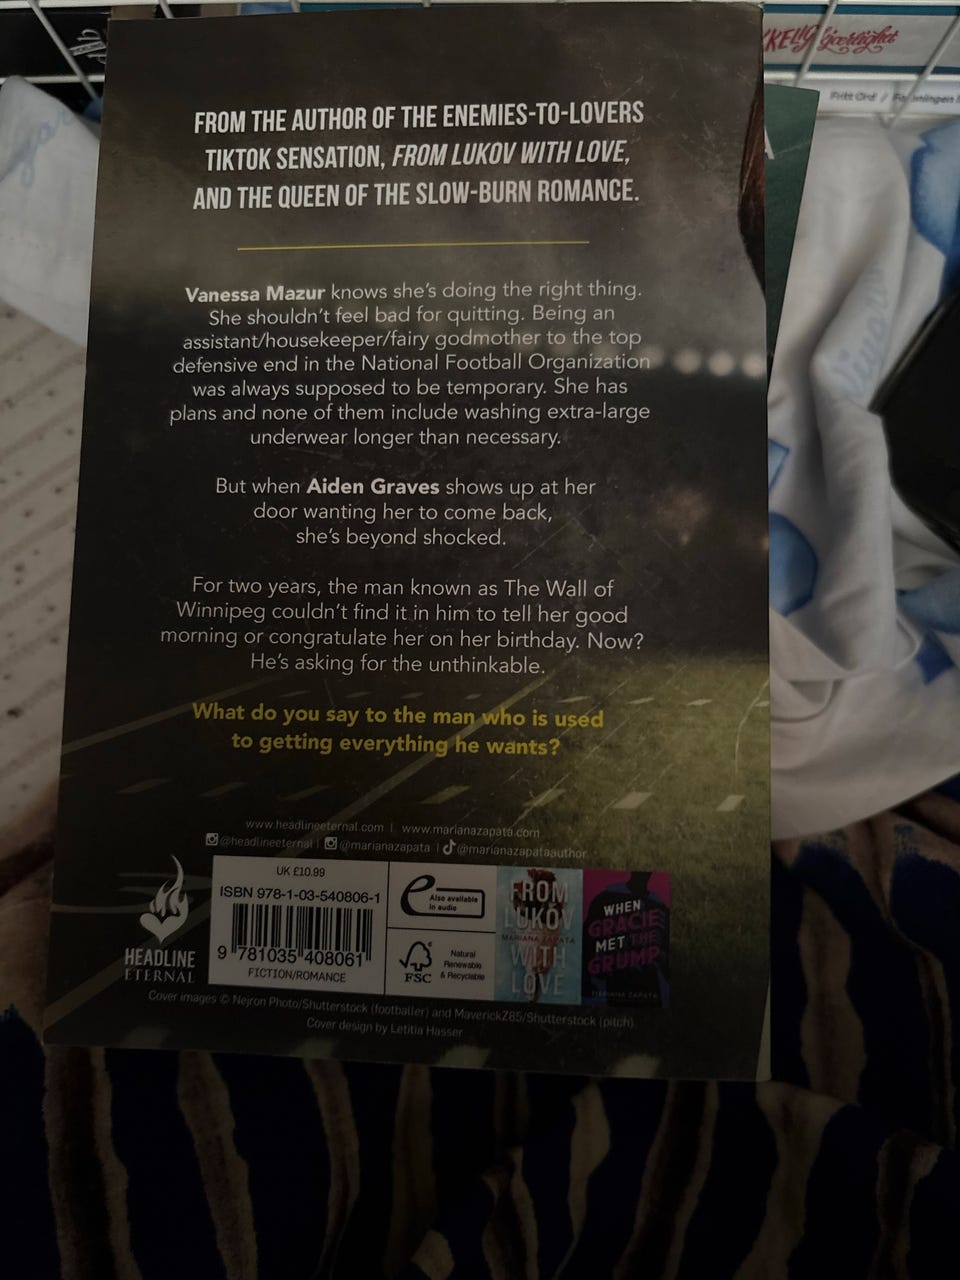 KKELIG kjærlighet
Fritt Ord /
A
FROM THE AUTHOR OF THE ENEMIES-TO-LOVERS
TIKTOK SENSATION, FROM LUKOV WITH LOVE,
AND THE QUEEN OF THE SLOW-BURN ROMANCE.
Vanessa Mazur knows she's doing the right thing.
She shouldn't feel bad for quitting. Being an
assistant/housekeeper/fairy godmother to the top
defensive end in the National Football Organization
was always supposed to be temporary. She has
plans and none of them include washing extra-large
underwear longer than necessary.
But when Aiden Graves shows up at her
door wanting her to come back,
she's beyond shocked.
For two years, the man known as The Wall of
Winnipeg couldn't find it in him to tell her good
morning or congratulate her on her birthday. Now?
He's asking for the unthinkable.
What do you say to the man who is used
to getting everything he wants?
www.headlineeternal.com | www.marianazapata.com
@headlineeternal | @marianazapata | @marianazapataauthor
HEADLINE
ETERNAL
UK £10.99
ISBN 978-1-03-540806-1
9 781035 408061
FICTION/ROMANCE
e Also available
in audio
FSC
Natural
Renewable
& Recyclable
FROM
LUKOV
MARIANA ZAPATA
WITH
LOVE
WHEN
GRACIE
MET THE
GRUMP
MARIANA ZAPATA
Cover images © Nejron Photo/Shutterstock (footballer) and MaverickZ85/Shutterstock (pitch).
Cover design by Letitia Hasser